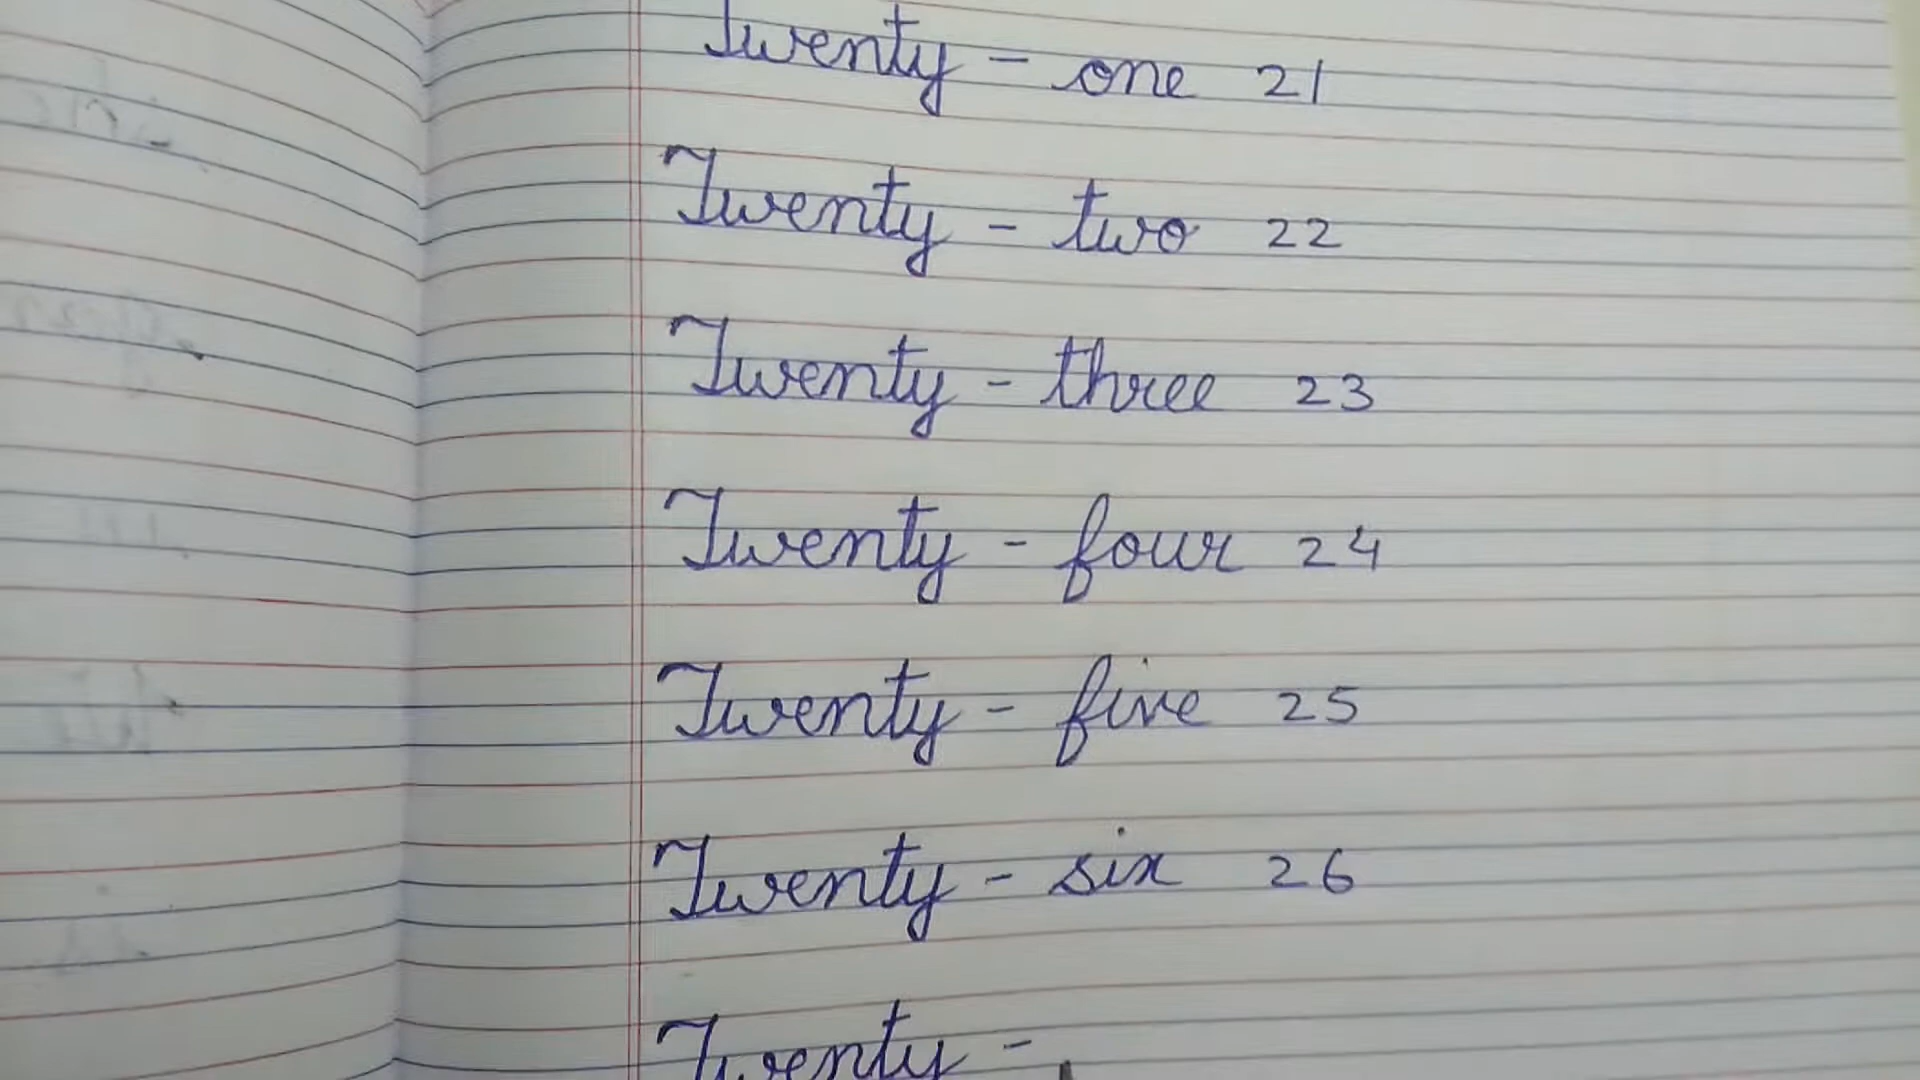 Twenty - one 21
Twenty - two 22
Twenty - three 23
Twenty - four 24
Twenty - five 25
Twenty - six 26
Twenty -